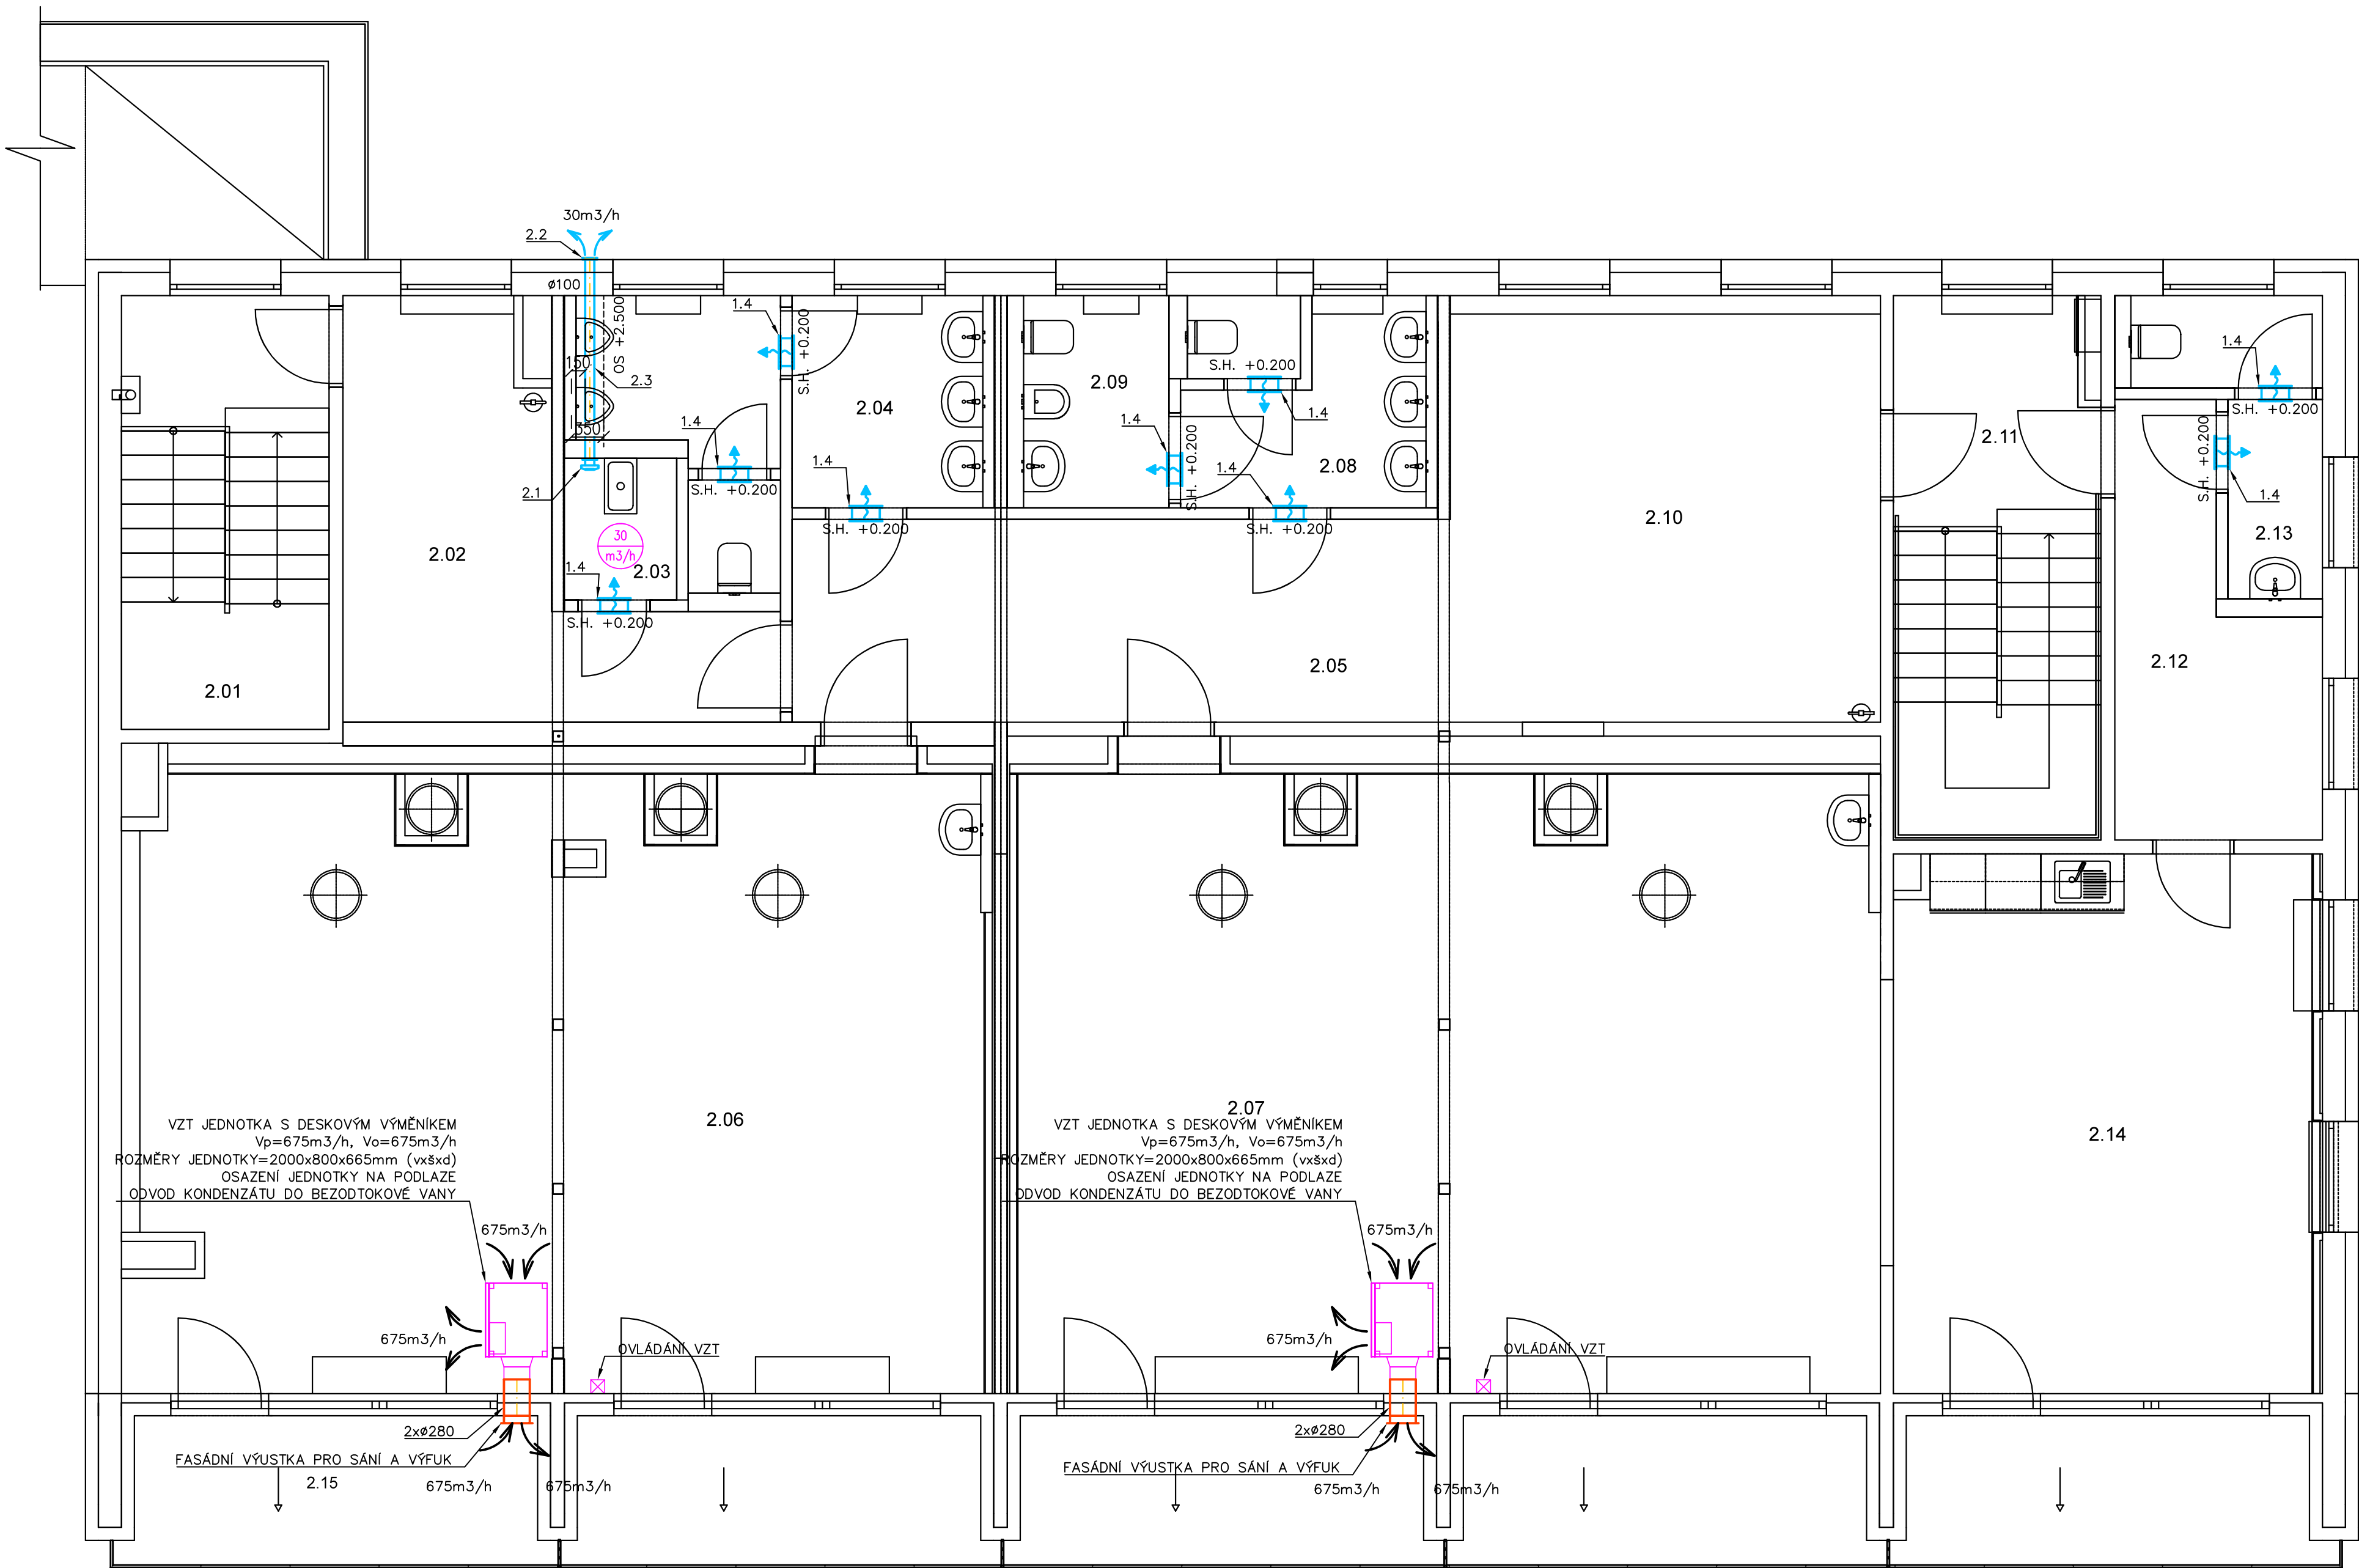 30m3/h
2.2
ø100
1.4
OS +2.500
S.H. +0.200
150
2.3
350
2.04
1.4
1.4
2.1
S.H. +0.200
S.H. +0.200
30
m3/h
2.03
1.4
S.H. +0.200
2.02
2.01
2.09
S.H. +0.200
1.4
1.4
S.H. +0.200
1.4
2.08
S.H. +0.200
2.10
2.05
2.11
1.4
S.H. +0.200
S.H. +0.200
1.4
2.13
2.12
VZT JEDNOTKA S DESKOVÝM VÝMĚNÍKEM
Vp=675m3/h, Vo=675m3/h
ROZMĚRY JEDNOTKY=2000x800x665mm (vxšxd)
OSAZENÍ JEDNOTKY NA PODLAZE
ODVOD KONDENZÁTU DO BEZODTOKOVÉ VANY
2.06
675m3/h
675m3/h
OVLÁDÁNÍ VZT
2xø280
FASÁDNÍ VÝUSTKA PRO SÁNÍ A VÝFUK
2.15
675m3/h
675m3/h
2.07
VZT JEDNOTKA S DESKOVÝM VÝMĚNÍKEM
Vp=675m3/h, Vo=675m3/h
ROZMĚRY JEDNOTKY=2000x800x665mm (vxšxd)
OSAZENÍ JEDNOTKY NA PODLAZE
ODVOD KONDENZÁTU DO BEZODTOKOVÉ VANY
675m3/h
675m3/h
OVLÁDÁNÍ VZT
2xø280
FASÁDNÍ VÝUSTKA PRO SÁNÍ A VÝFUK
675m3/h
675m3/h
2.14